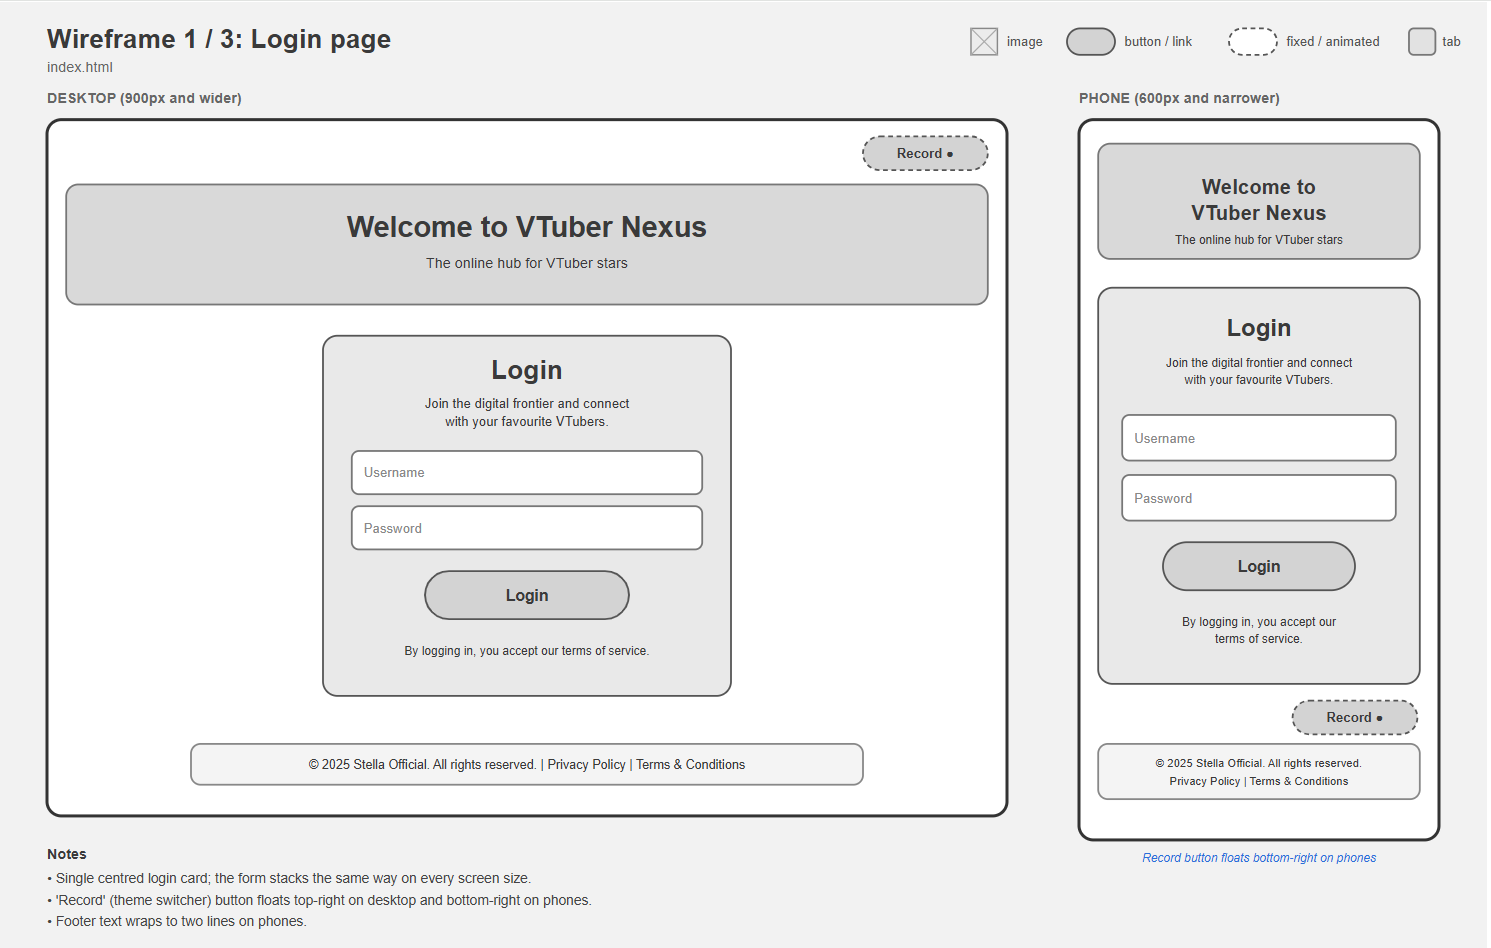 Wireframe 1 / 3: Login page
index.html
image
button / link
fixed / animated
tab
DESKTOP (900px and wider)
Record ●
Welcome to VTuber Nexus
The online hub for VTuber stars
Login
Join the digital frontier and connect
with your favourite VTubers.
Username
Password
Login
By logging in, you accept our terms of service.
© 2025 Stella Official. All rights reserved. | Privacy Policy | Terms & Conditions
PHONE (600px and narrower)
Welcome to
VTuber Nexus
The online hub for VTuber stars
Login
Join the digital frontier and connect
with your favourite VTubers.
Username
Password
Login
By logging in, you accept our
terms of service.
Record ●
© 2025 Stella Official. All rights reserved.
Privacy Policy | Terms & Conditions
Record button floats bottom-right on phones
Notes
• Single centred login card; the form stacks the same way on every screen size.
• 'Record' (theme switcher) button floats top-right on desktop and bottom-right on phones.
• Footer text wraps to two lines on phones.